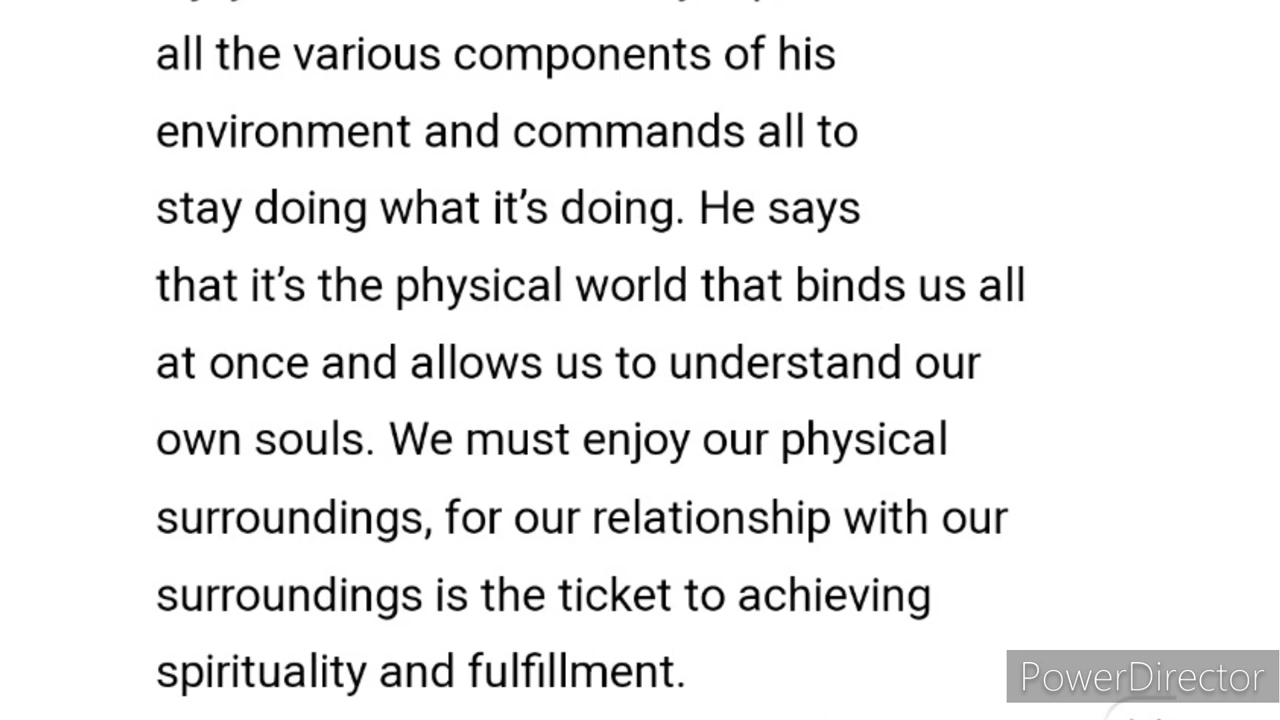 all the various components of his
environment and commands all to
stay doing what it’s doing. He says
that it’s the physical world that binds us all
at once and allows us to understand our
own souls. We must enjoy our physical
surroundings, for our relationship with our
surroundings is the ticket to achieving
spirituality and fulfillment.
PowerDirector